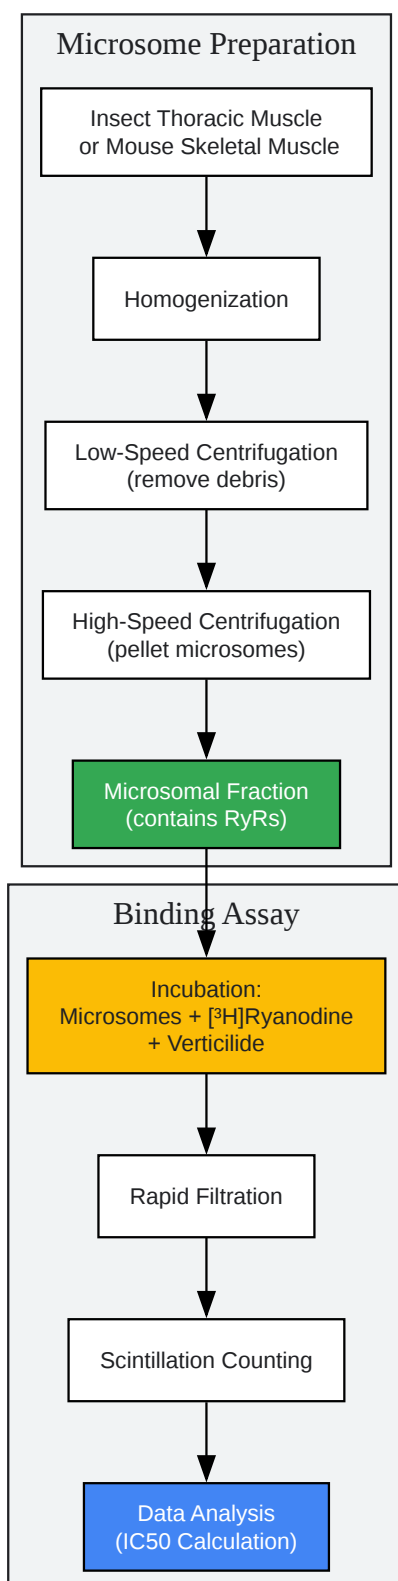 Microsome Preparation
Insect Thoracic Muscle
or Mouse Skeletal Muscle
Homogenization
Low-Speed Centrifugation
(remove debris)
High-Speed Centrifugation
(pellet microsomes)
Microsomal Fraction
(contains RyRs)
Binding Assay
Incubation:
Microsomes + [³H]Ryanodine
+ Verticilide
Rapid Filtration
Scintillation Counting
Data Analysis
(IC50 Calculation)